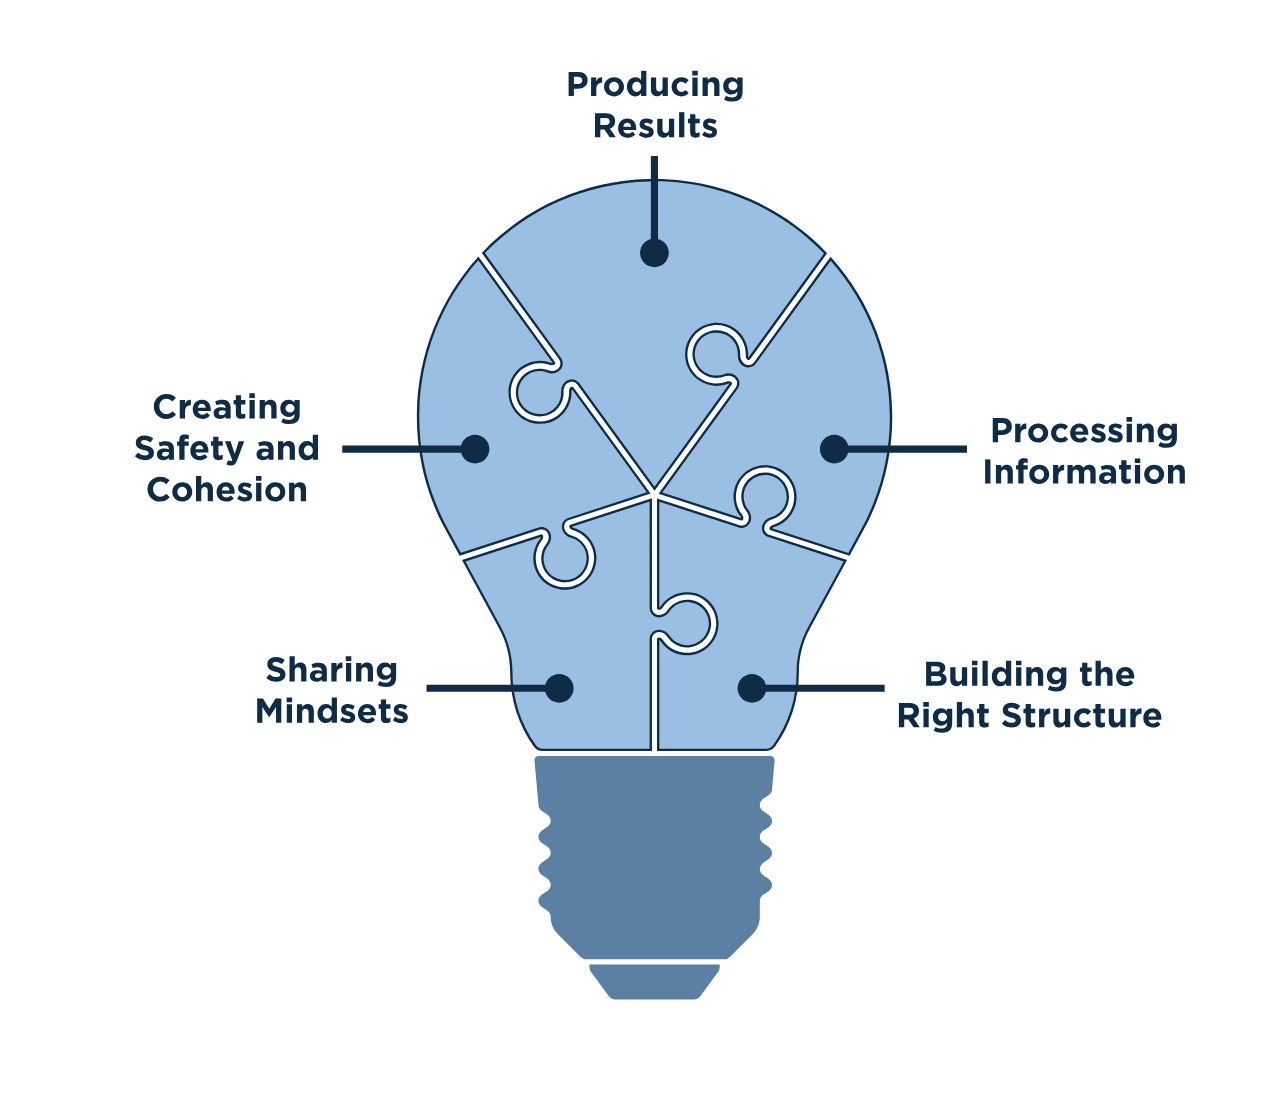 Producing
Results
Creating
Safety and
Cohesion
Processing
Information
Sharing
Mindsets
Building the
Right Structure